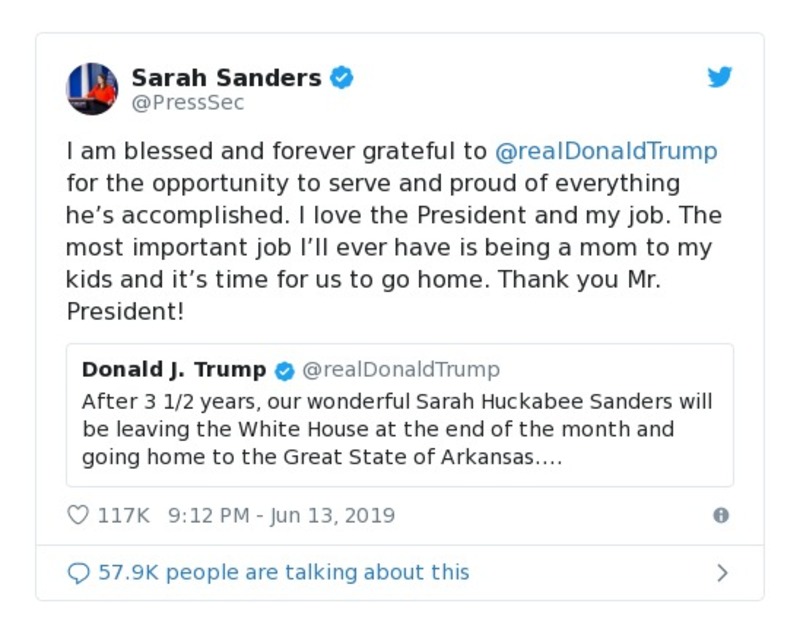 Sarah Sanders
@PressSec
I am blessed and forever grateful to @realDonaldTrump
for the opportunity to serve and proud of everything
he’s accomplished. I love the President and my job. The
most important job I’ll ever have is being a mom to my
kids and it’s time for us to go home. Thank you Mr.
President!
Donald J. Trump @realDonaldTrump
After 3 1/2 years, our wonderful Sarah Huckabee Sanders will
be leaving the White House at the end of the month and
going home to the Great State of Arkansas....
117K 9:12 PM - Jun 13, 2019
57.9K people are talking about this